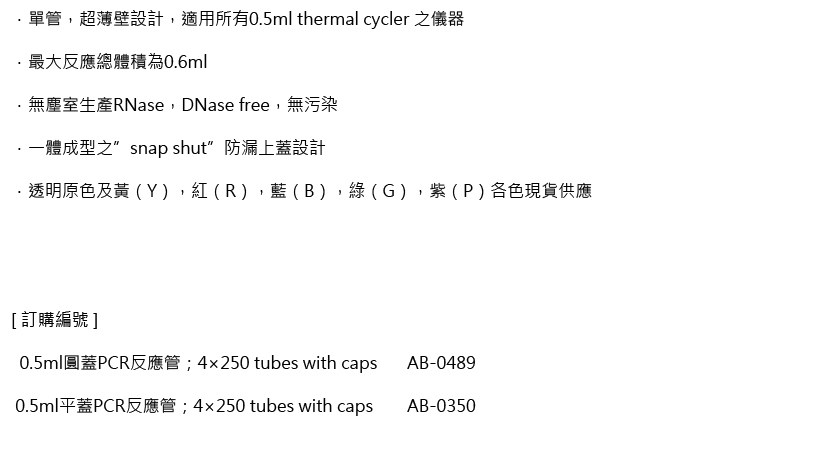 ．單管，超薄壁設計，適用所有0.5ml thermal cycler 之儀器
．最大反應總體積為0.6ml
．無塵室生產RNase，DNase free，無污染
．一體成型之”snap shut”防漏上蓋設計
．透明原色及黃（Y），紅（R），藍（B），綠（G），紫（P）各色現貨供應
[ 訂購編號 ]
0.5ml圓蓋PCR反應管；4×250 tubes with caps AB-0489
0.5ml平蓋PCR反應管；4×250 tubes with caps AB-0350